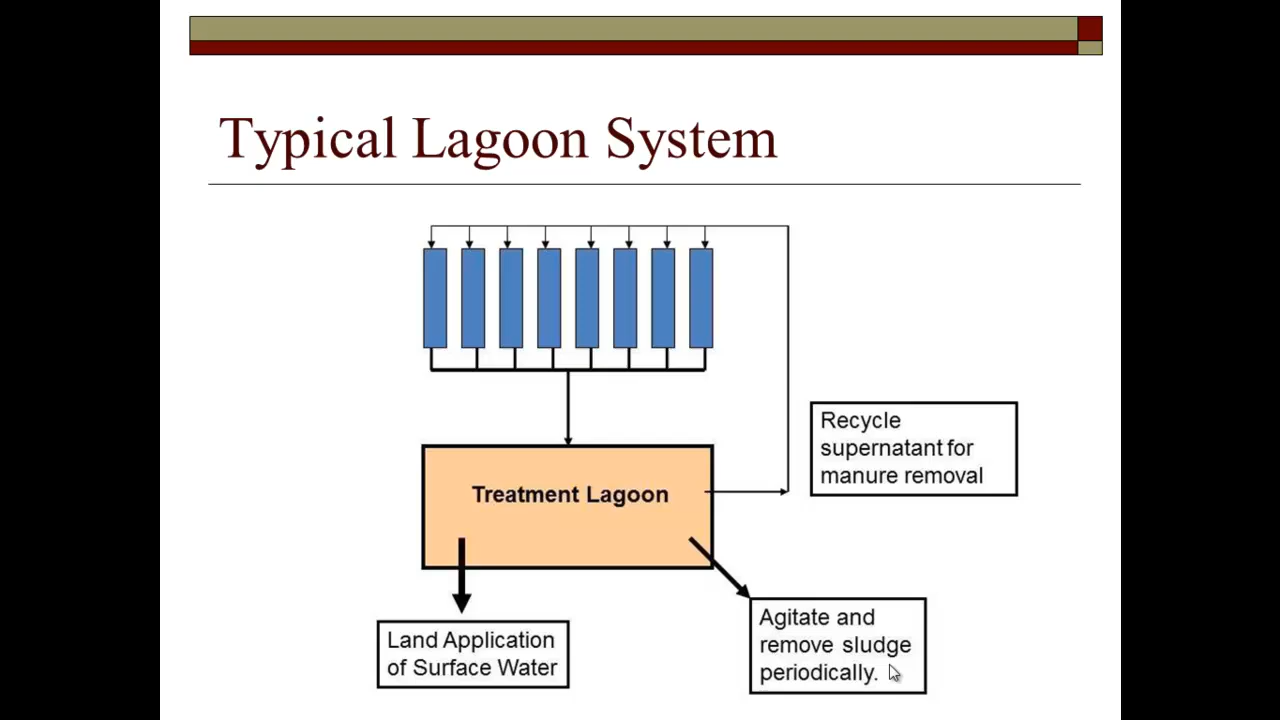 Typical Lagoon System
Recycle
supernatant for
manure removal
Treatment Lagoon
Land Application
of Surface Water
Agitate and
remove sludge
periodically.